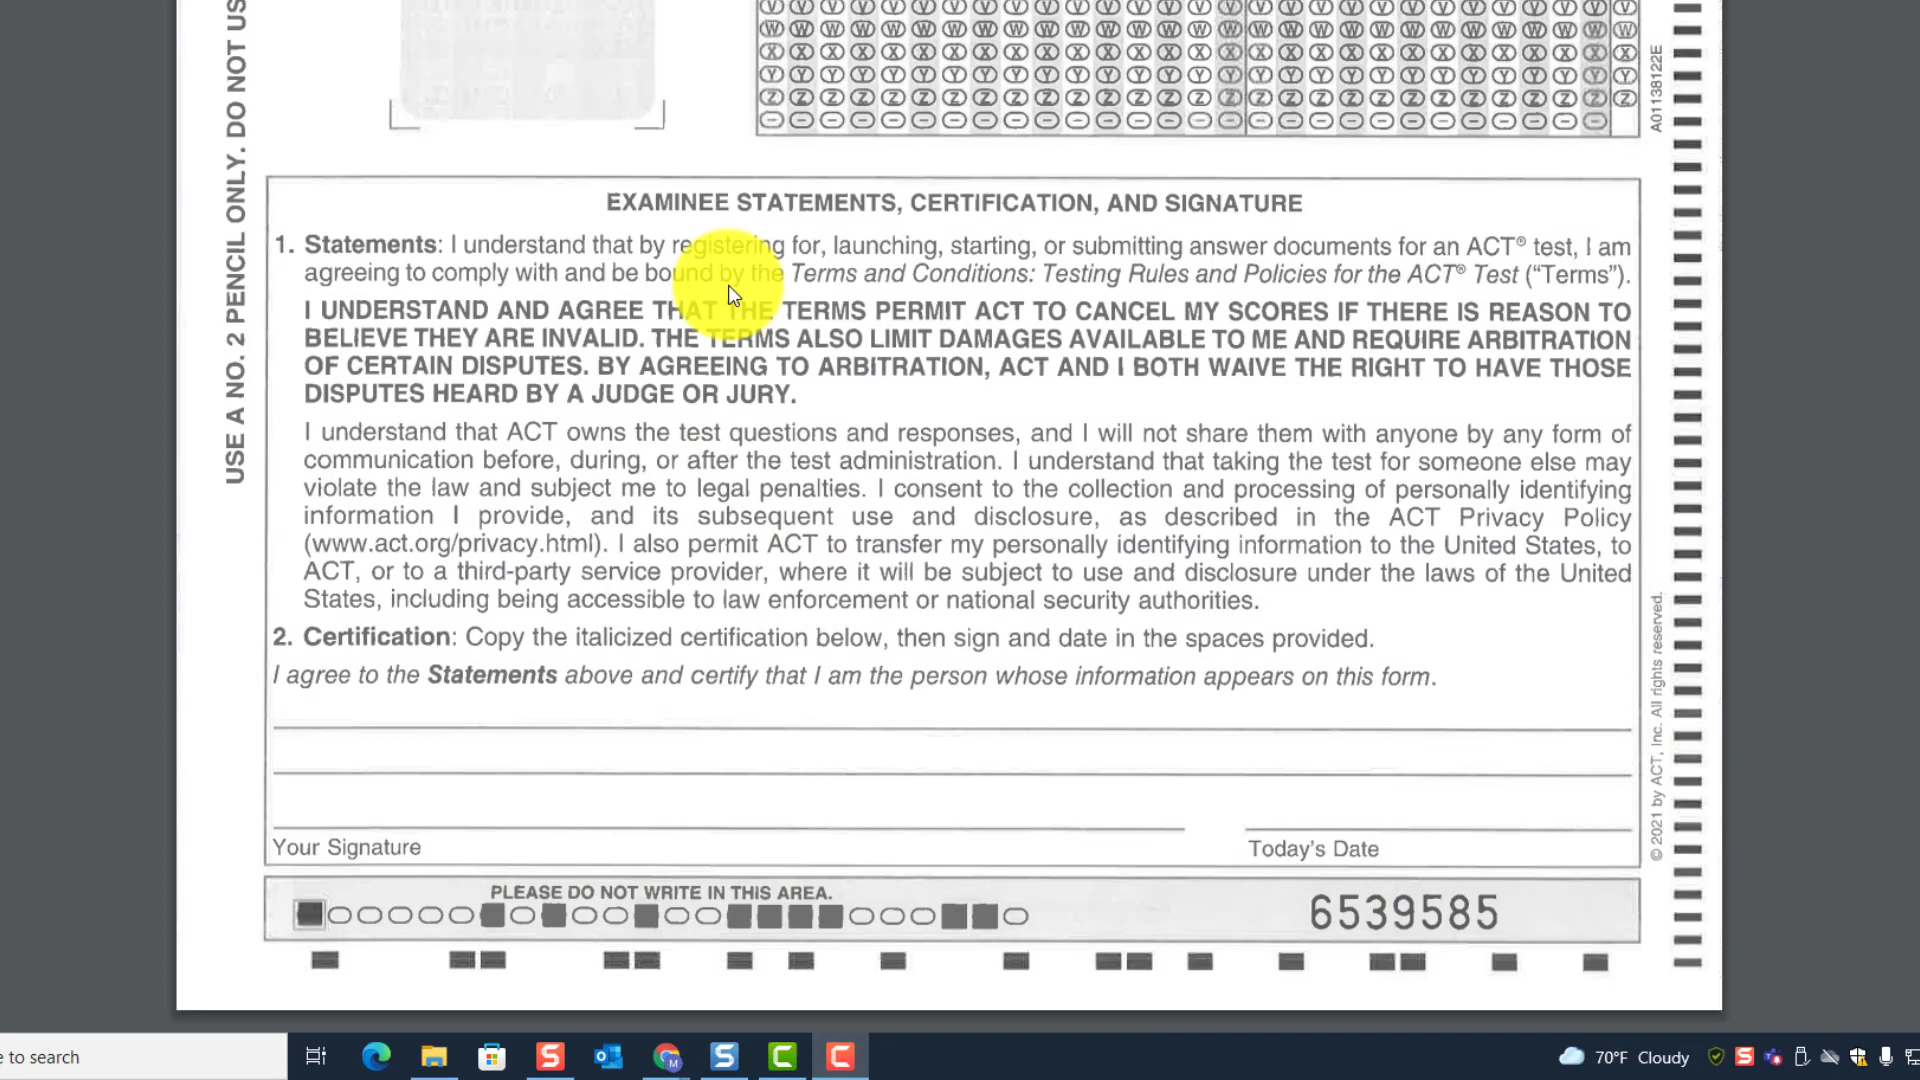 USE A NO. 2 PENCIL ONLY. DO NOT US
V V V V V V V V V V V V V V V V V V V V V V V V V V V V V
W W W W W W W W W W W W W W W W W W W W W W W W W W W W W
X X X X X X X X X X X X X X X X X X X X X X X X X X X X X
Y Y Y Y Y Y Y Y Y Y Y Y Y Y Y Y Y Y Y Y Y Y Y Y Y Y Y Y Y
Z Z Z Z Z Z Z Z Z Z Z Z Z Z Z Z Z Z Z Z Z Z Z Z Z Z Z Z Z
- - - - - - - - - - - - - - - - - - - - - - - - - - - -
A01138122E
EXAMINEE STATEMENTS, CERTIFICATION, AND SIGNATURE
1. Statements: I understand that by registering for, launching, starting, or submitting answer documents for an ACT® test, I am
agreeing to comply with and be bound by the Terms and Conditions: Testing Rules and Policies for the ACT® Test (“Terms”).
I UNDERSTAND AND AGREE THAT THE TERMS PERMIT ACT TO CANCEL MY SCORES IF THERE IS REASON TO
BELIEVE THEY ARE INVALID. THE TERMS ALSO LIMIT DAMAGES AVAILABLE TO ME AND REQUIRE ARBITRATION
OF CERTAIN DISPUTES. BY AGREEING TO ARBITRATION, ACT AND I BOTH WAIVE THE RIGHT TO HAVE THOSE
DISPUTES HEARD BY A JUDGE OR JURY.
I understand that ACT owns the test questions and responses, and I will not share them with anyone by any form of
communication before, during, or after the test administration. I understand that taking the test for someone else may
violate the law and subject me to legal penalties. I consent to the collection and processing of personally identifying
information I provide, and its subsequent use and disclosure, as described in the ACT Privacy Policy
(www.act.org/privacy.html). I also permit ACT to transfer my personally identifying information to the United States, to
ACT, or to a third-party service provider, where it will be subject to use and disclosure under the laws of the United
States, including being accessible to law enforcement or national security authorities.
2. Certification: Copy the italicized certification below, then sign and date in the spaces provided.
I agree to the Statements above and certify that I am the person whose information appears on this form.
Your Signature
Today's Date
© 2021 by ACT, Inc. All rights reserved.
PLEASE DO NOT WRITE IN THIS AREA.
6539585
e to search
70°F Cloudy